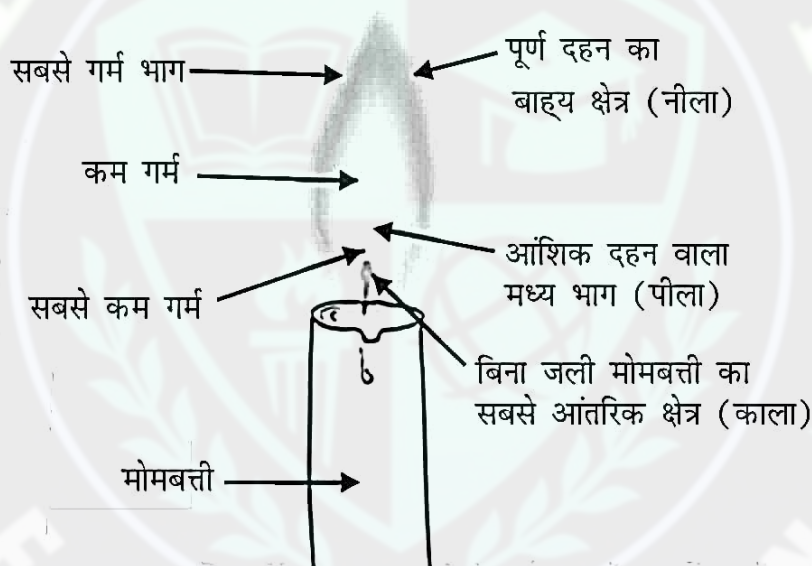 सबसे गर्म भाग
पूर्ण दहन का
बाह्य क्षेत्र (नीला)
कम गर्म
आंशिक दहन वाला
मध्य भाग (पीला)
सबसे कम गर्म
बिना जली मोमबत्ती का
सबसे आंतरिक क्षेत्र (काला)
मोमबत्ती